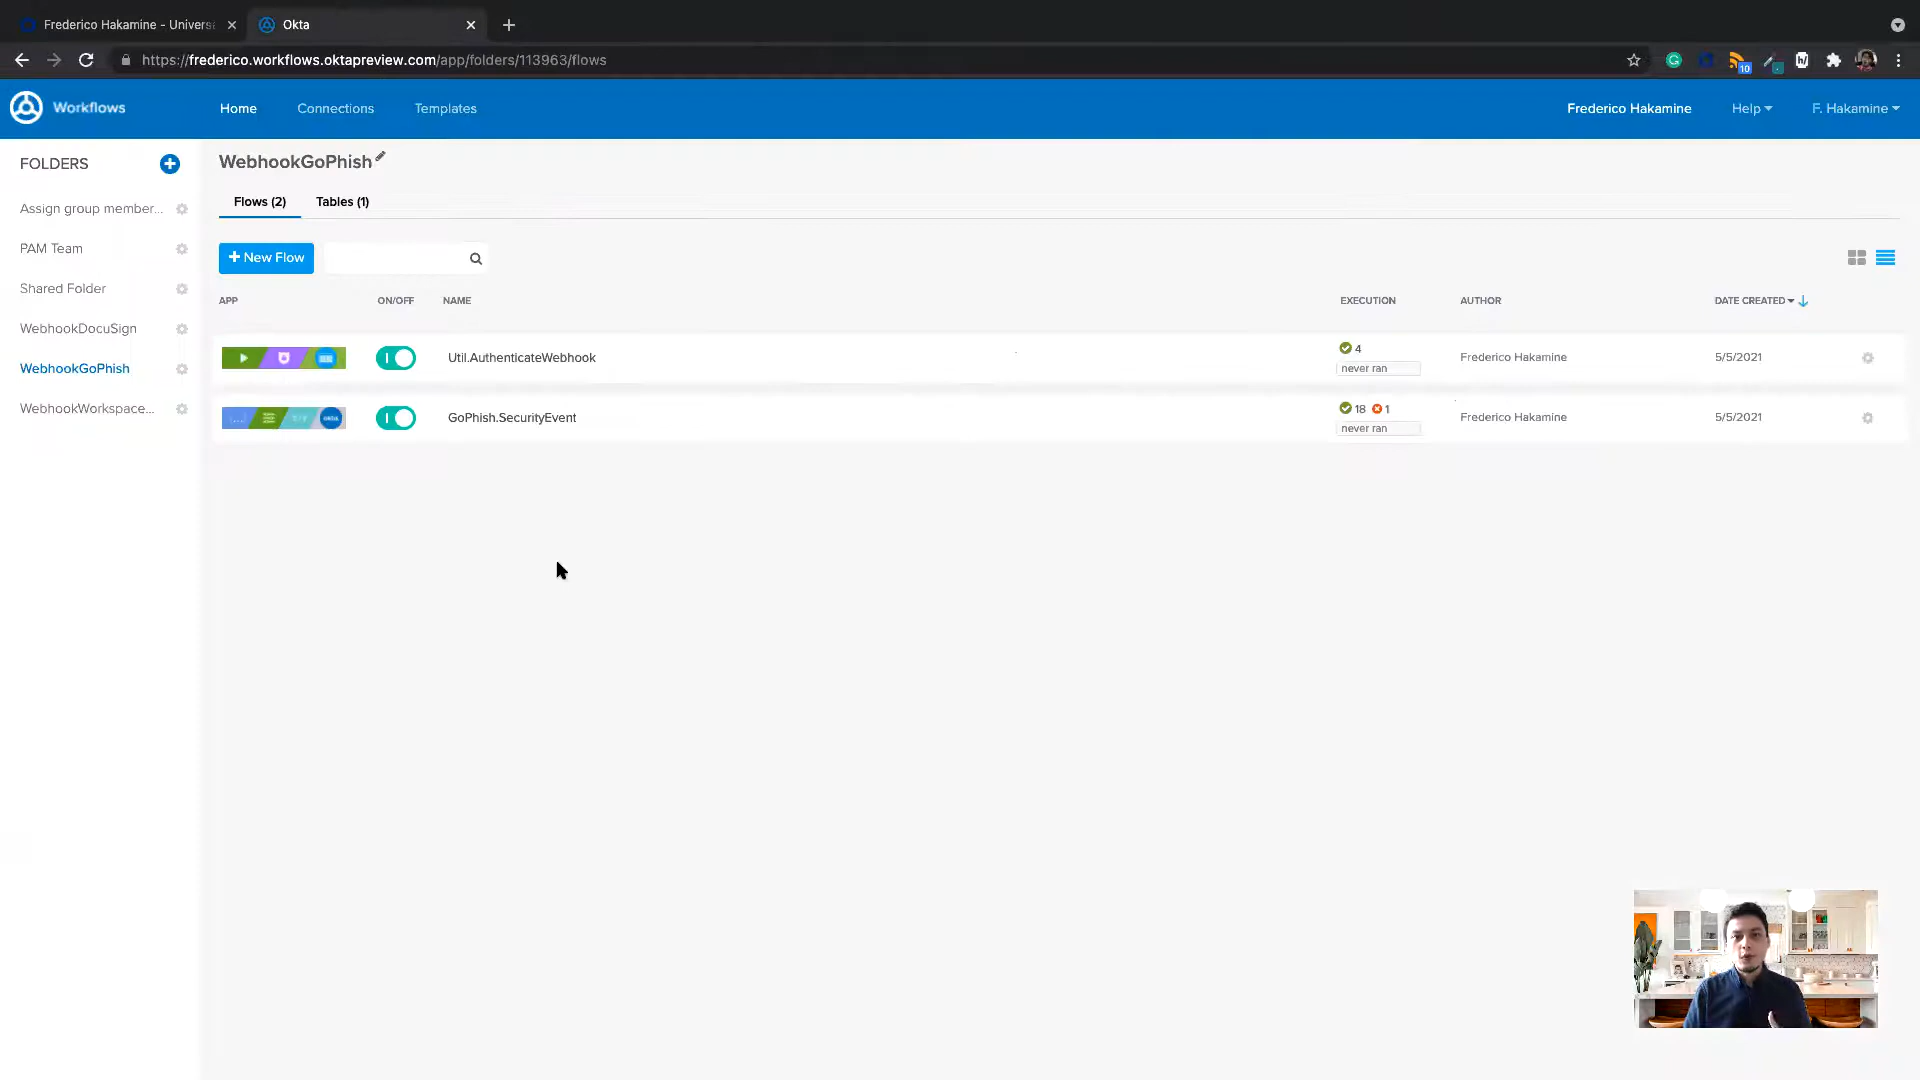 Frederico Hakamine - Univers
Okta
https://frederico.workflows.oktapreview.com/app/folders/113963/flows
10
Workflows
Home
Connections
Templates
Frederico Hakamine
Help
F. Hakamine
FOLDERS
Assign group member...
PAM Team
Shared Folder
WebhookDocuSign
WebhookGoPhish
WebhookWorkspace...
WebhookGoPhish
Flows (2)
Tables (1)
+ New Flow
APP
ON/OFF
NAME
EXECUTION
AUTHOR
DATE CREATED
Util.AuthenticateWebhook
4
never ran
Frederico Hakamine
5/5/2021
GoPhish.SecurityEvent
18
1
never ran
Frederico Hakamine
5/5/2021